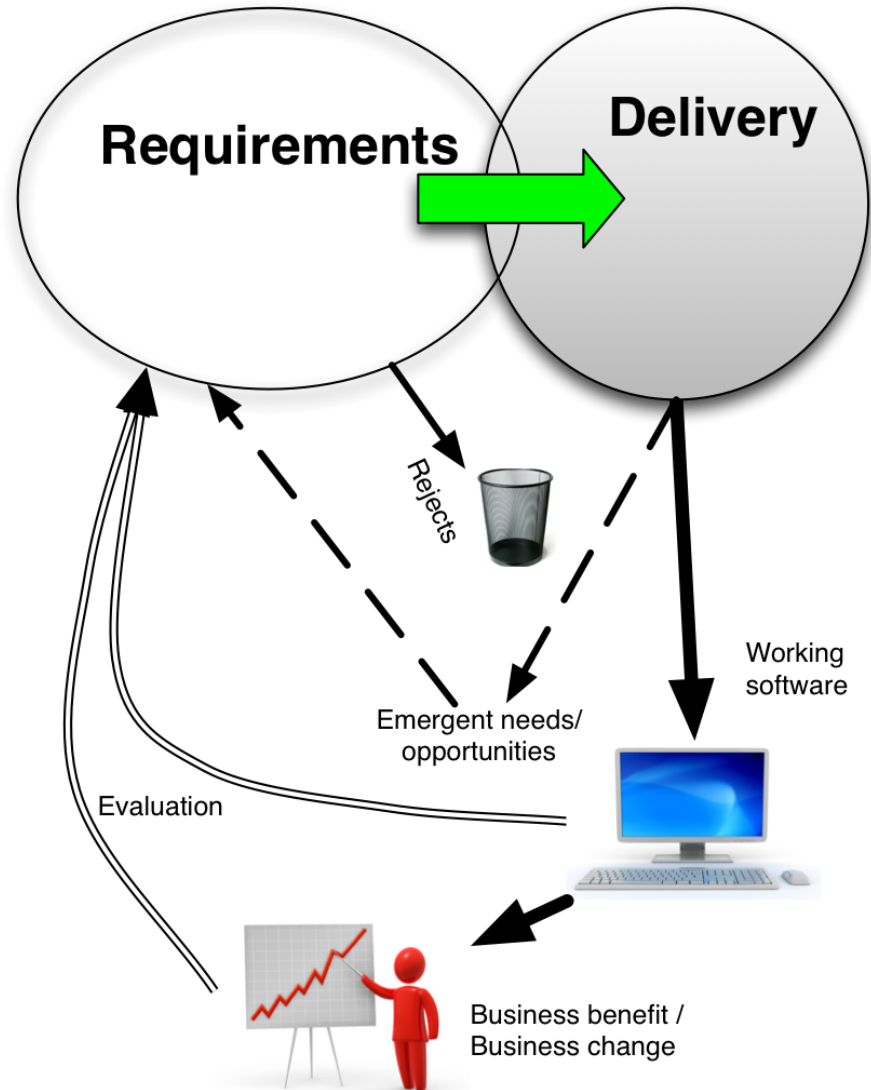 Requirements
Delivery
Rejects
Working
software
Emergent needs/
opportunities
Evaluation
Business benefit /
Business change